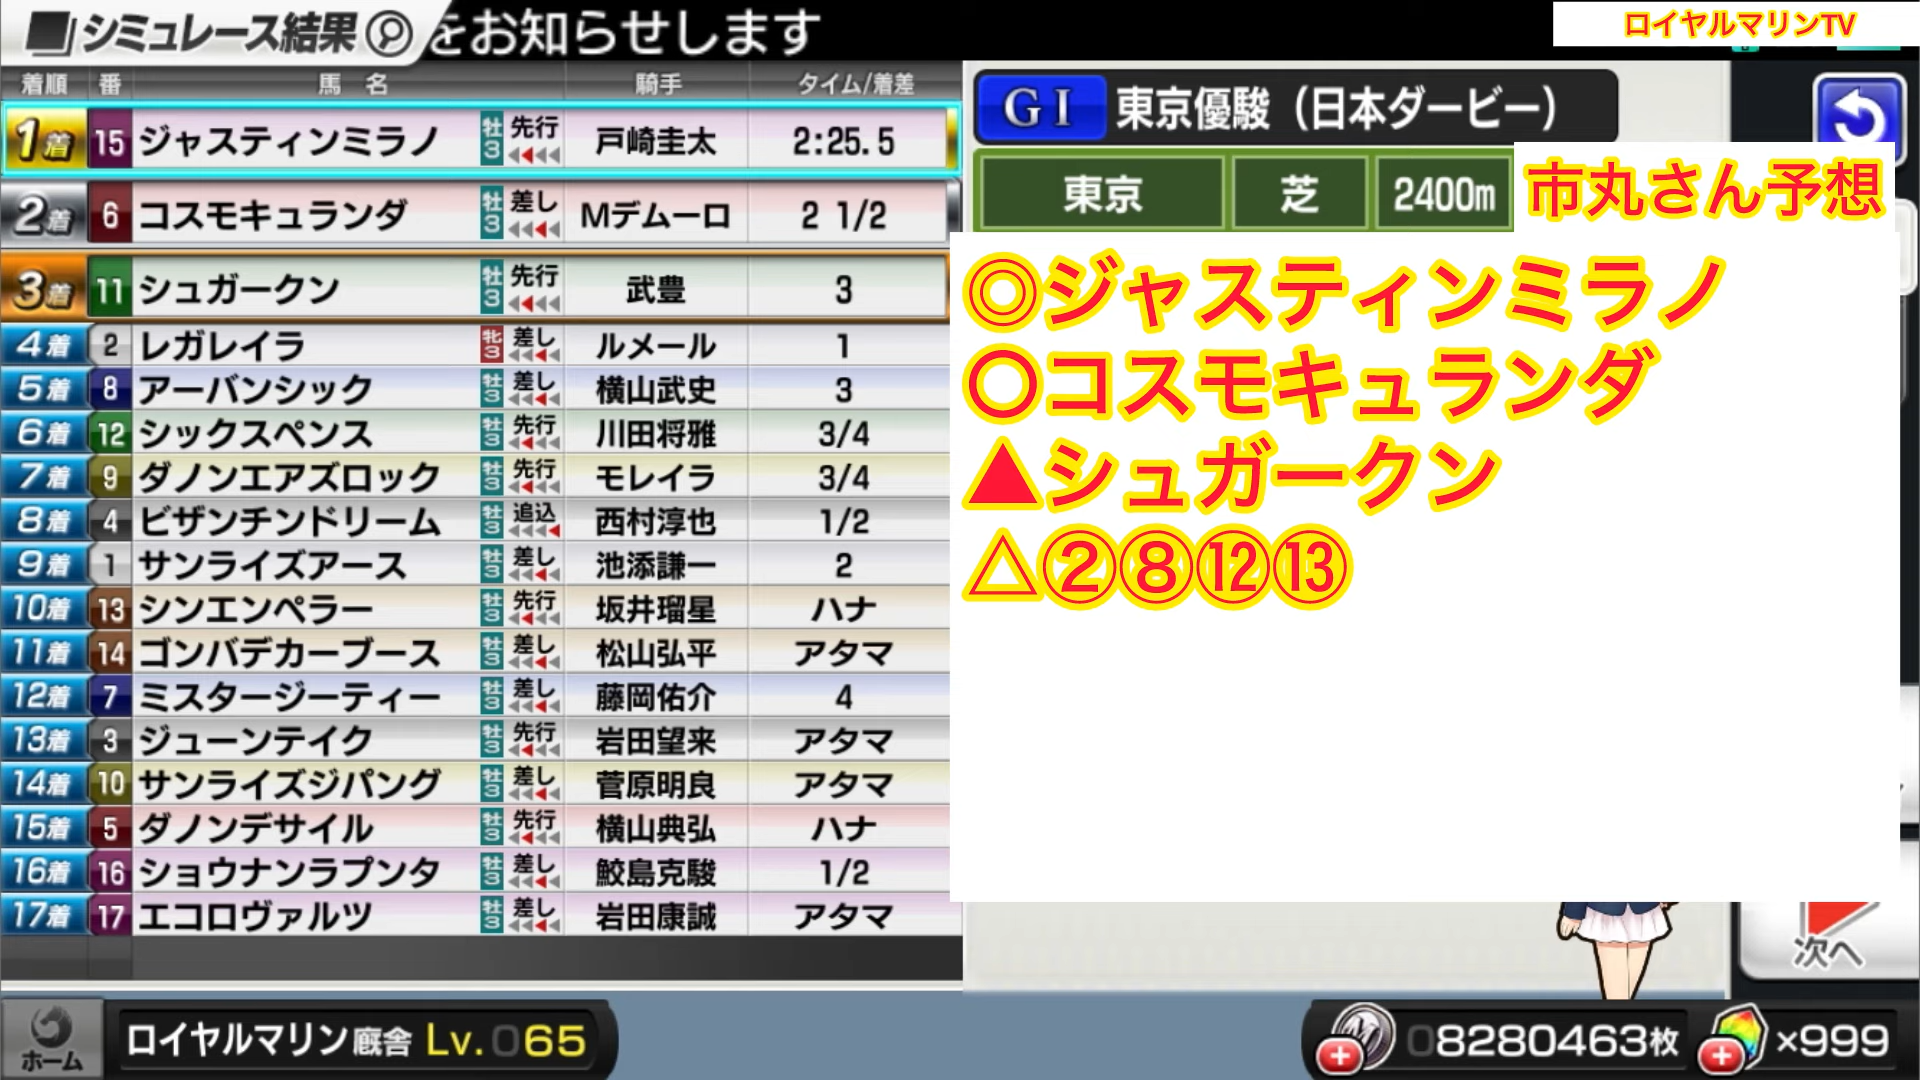 シミュレース結果 をお知らせします
ロイヤルマリンTV
着順 番 馬名 騎手 タイム/着差
1着 15 ジャスティンミラノ 牡3 先行 戸崎圭太 2:25.5
2着 6 コスモキュランダ 牡3 差し Mデムーロ 2 1/2
3着 11 シュガークン 牡3 先行 武豊 3
4着 2 レガレイラ 牝3 差し ルメール 1
5着 8 アーバンシック 牡3 差し 横山武史 3
6着 12 シックスペンス 牡3 先行 川田将雅 3/4
7着 9 ダノンエアズロック 牡3 先行 モレイラ 3/4
8着 4 ビザンチンドリーム 牡3 追込 西村淳也 1/2
9着 1 サンライズアース 牡3 差し 池添謙一 2
10着 13 シンエンペラー 牡3 先行 坂井瑠星 ハナ
11着 14 ゴンバデカーブース 牡3 差し 松山弘平 アタマ
12着 7 ミスタージーティー 牡3 差し 藤岡佑介 4
13着 3 ジューンテイク 牡3 先行 岩田望来 アタマ
14着 10 サンライズジパング 牡3 差し 菅原明良 アタマ
15着 5 ダノンデサイル 牡3 先行 横山典弘 ハナ
16着 16 ショウナンラプンタ 牡3 差し 鮫島克駿 1/2
17着 17 エコロヴァルツ 牡3 差し 岩田康誠 アタマ
GI 東京優駿（日本ダービー）
東京 芝 2400m
市丸さん予想
◎ジャスティンミラノ
〇コスモキュランダ
▲シュガークン
△②⑧⑫⑬
次へ
ホーム
ロイヤルマリン厩舎 Lv.065
08280463枚
×999